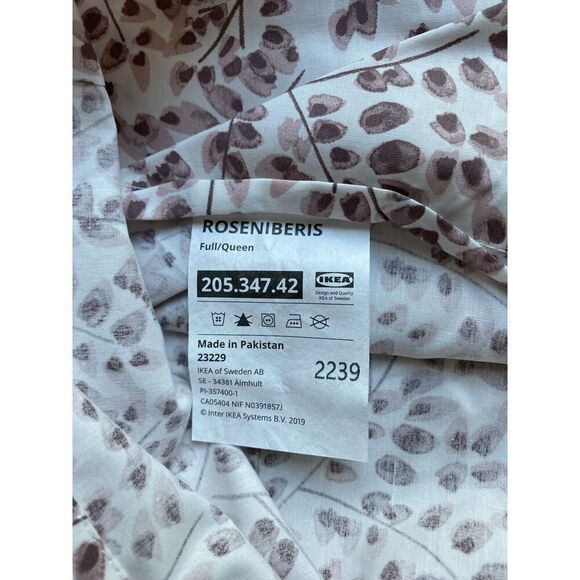 ROSENIBERIS
Full/Queen
205.347.42
IKEA
Design and Quality
IKEA of Sweden
Made in Pakistan
23229
IKEA of Sweden AB
SE - 34381 Älmhult
PI-357400-1
CA05404 NIF N0391857J
© Inter IKEA Systems B.V. 2019
2239